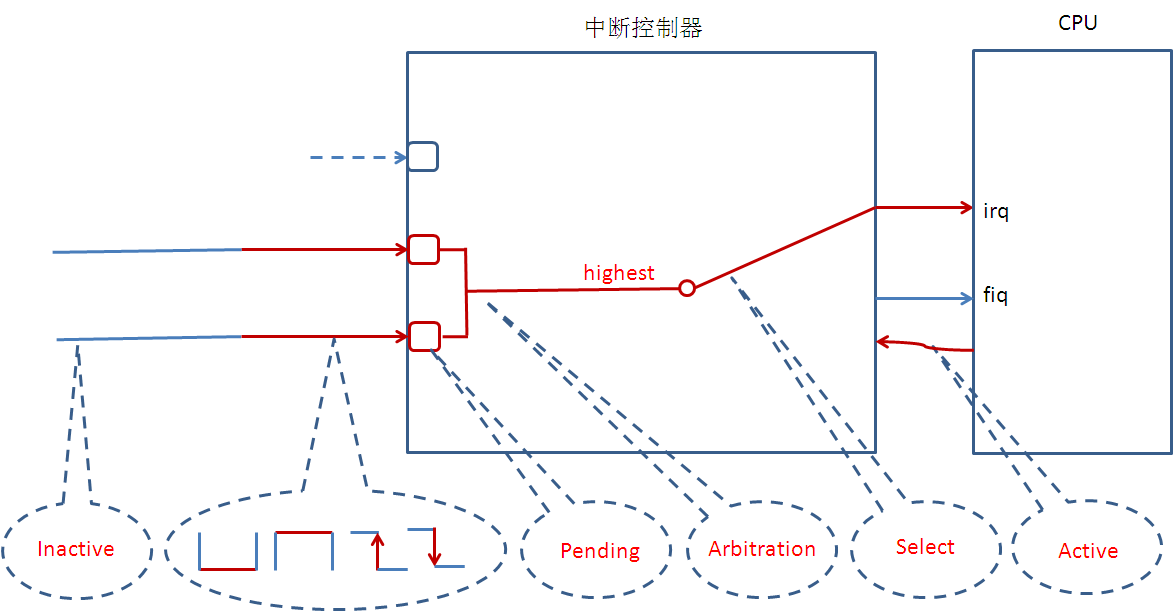 中断控制器
CPU
irq
highest
fiq
Inactive
Pending
Arbitration
Select
Active